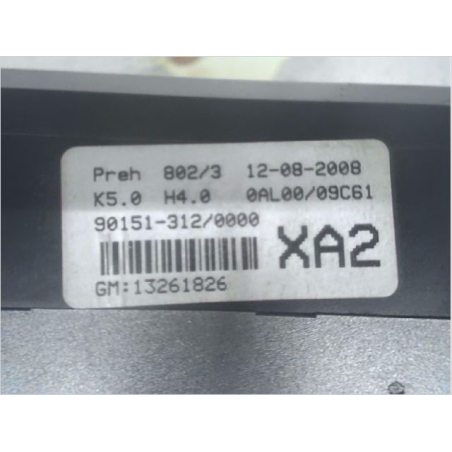 Preh 802/3 12-08-2008
K5.0 H4.0 0AL00/09C61
90151-312/0000
XA2
GM:13261826